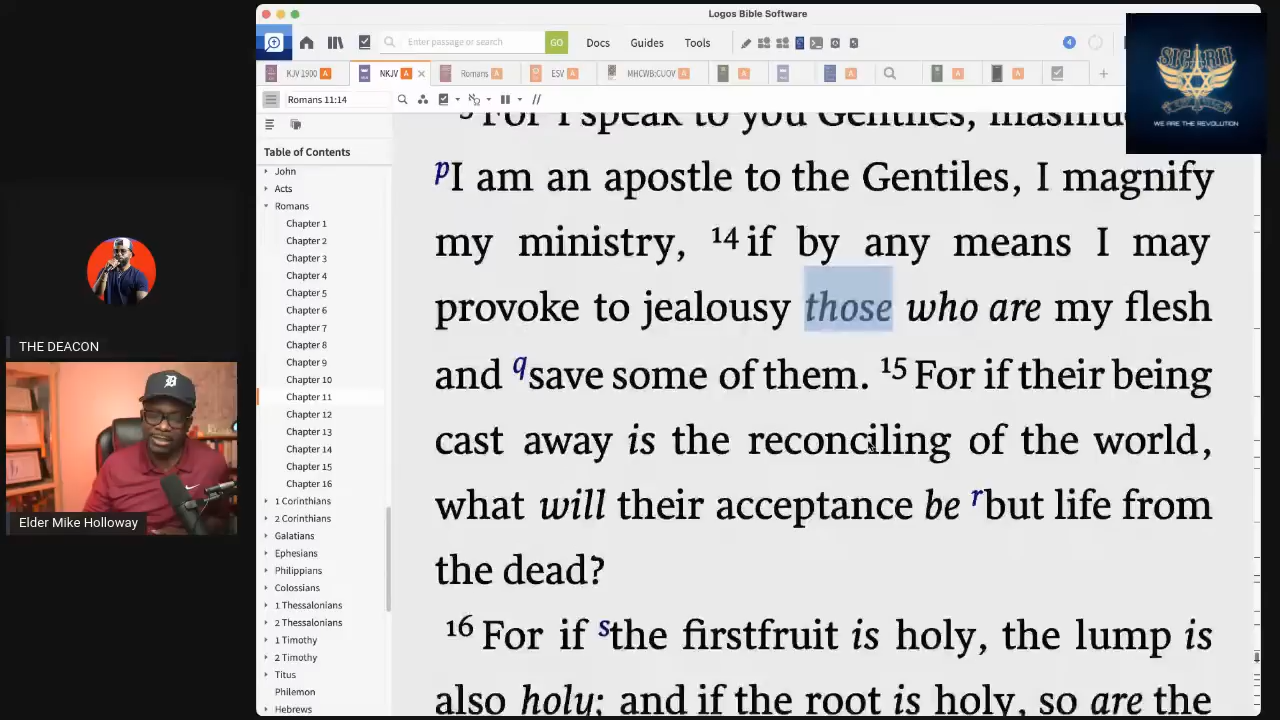 Logos Bible Software
Enter passage or search
GO
Docs
Guides
Tools
4
KJV 1900 A
NKJV A
Romans A
ESV A
MHCWB:CUOV A
A
A
A
A
Romans 11:14
Table of Contents
John
Acts
Romans
Chapter 1
Chapter 2
Chapter 3
Chapter 4
Chapter 5
Chapter 6
Chapter 7
Chapter 8
Chapter 9
Chapter 10
Chapter 11
Chapter 12
Chapter 13
Chapter 14
Chapter 15
Chapter 16
1 Corinthians
2 Corinthians
Galatians
Ephesians
Philippians
Colossians
1 Thessalonians
2 Thessalonians
1 Timothy
2 Timothy
Titus
Philemon
Hebrews
For I speak to you Gentiles;
pI am an apostle to the Gentiles, I magnify
my ministry, 14 if by any means I may
provoke to jealousy those who are my flesh
and qsave some of them. 15 For if their being
cast away is the reconciling of the world,
what will their acceptance be rbut life from
the dead?
16 For if sthe firstfruit is holy, the lump is
also holy; and if the root is holy, so are the
SICARII
WE ARE THE REVOLUTION
THE DEACON
D
Elder Mike Holloway